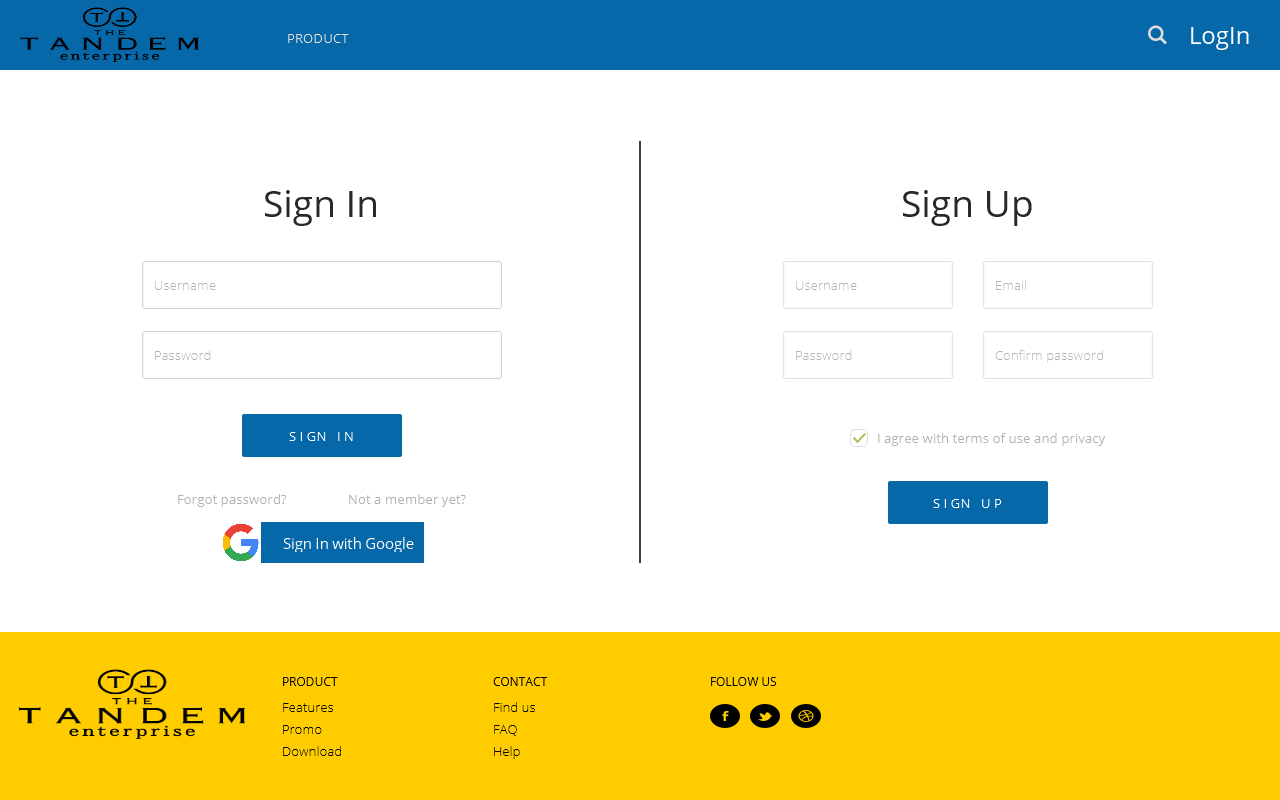 TT
THE
TANDEM
enterprise
PRODUCT
LogIn
Sign In
Username
Password
SIGN IN
Forgot password? Not a member yet?
Sign In with Google
Sign Up
Username Email
Password Confirm password
I agree with terms of use and privacy
SIGN UP
TT
THE
TANDEM
enterprise
PRODUCT
Features
Promo
Download
CONTACT
Find us
FAQ
Help
FOLLOW US